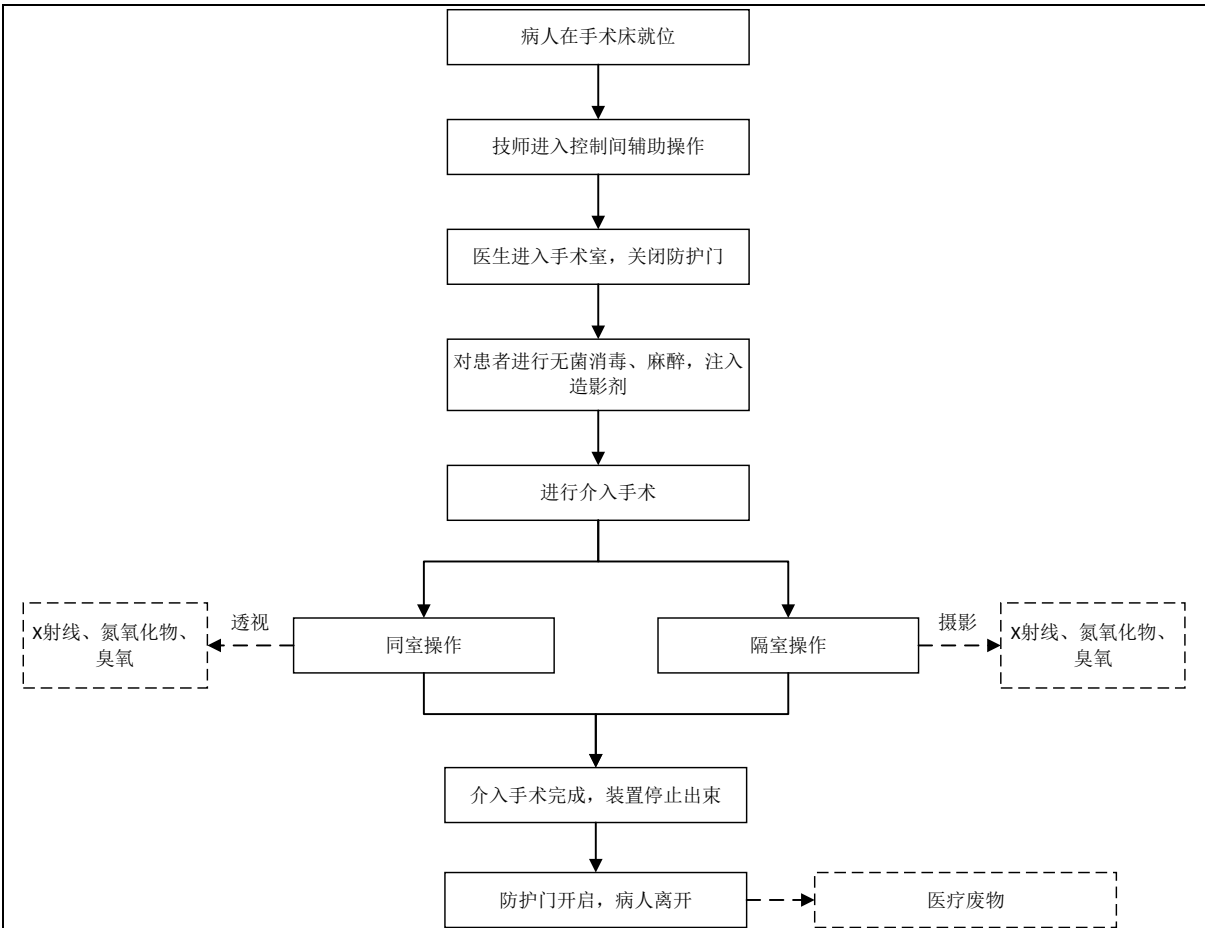 病人在手术床就位
技师进入控制间辅助操作
医生进入手术室，关闭防护门
对患者进行无菌消毒、麻醉，注入
造影剂
进行介入手术
X射线、氮氧化物、
臭氧
透视
同室操作
隔室操作
摄影
X射线、氮氧化物、
臭氧
介入手术完成，装置停止出束
防护门开启，病人离开
医疗废物